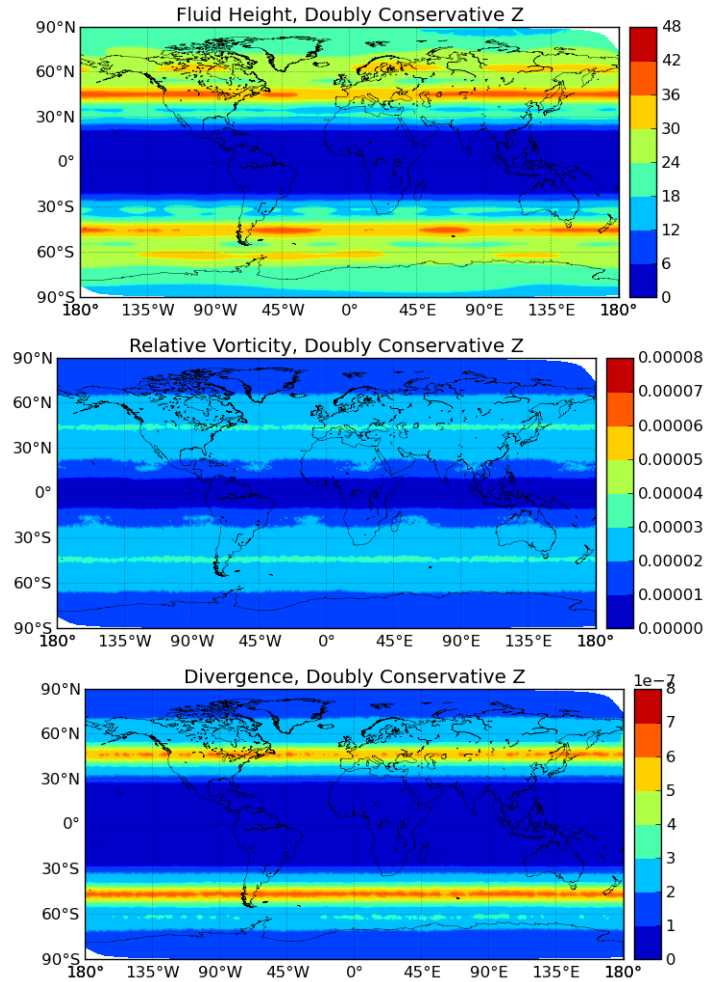 Fluid Height, Doubly Conservative Z
90°N
60°N
30°N
0°
30°S
60°S
90°S
180° 135°W 90°W 45°W 0° 45°E 90°E 135°E 180°
48
42
36
30
24
18
12
6
0
Relative Vorticity, Doubly Conservative Z
90°N
60°N
30°N
0°
30°S
60°S
90°S
180° 135°W 90°W 45°W 0° 45°E 90°E 135°E 180°
0.00008
0.00007
0.00006
0.00005
0.00004
0.00003
0.00002
0.00001
0.00000
Divergence, Doubly Conservative Z
90°N
60°N
30°N
0°
30°S
60°S
90°S
180° 135°W 90°W 45°W 0° 45°E 90°E 135°E 180°
1e−7
8
7
6
5
4
3
2
1
0